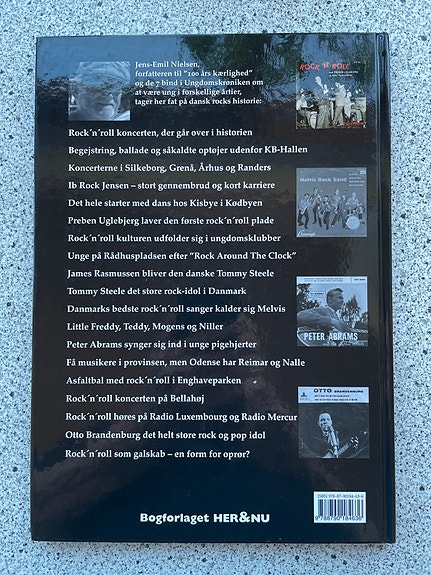 Jens-Emil Nielsen,
forfatteren til "100 års kærlighed"
og de 7 bind i Ungdomskrøniken om
at være ung i forskellige årtier,
tager her fat på dansk rocks historie:
ROCK 'N' ROLL
Rock´n´roll koncerten, der går over i historien
Begejstring, ballade og såkaldte optøjer udenfor KB-Hallen
Koncerterne i Silkeborg, Grenå, Århus og Randers
Ib Rock Jensen – stort gennembrud og kort karriere
Melvis Rock Band
Det hele starter med dans hos Kisbye i Kødbyen
Preben Uglebjerg laver den første rock´n´roll plade
Rock´n´roll kulturen udfolder sig i ungdomsklubber
Unge på Rådhuspladsen efter "Rock Around The Clock"
James Rasmussen bliver den danske Tommy Steele
Tommy Steele det store rock-idol i Danmark
Danmarks bedste rock´n´roll sanger kalder sig Melvis
Little Freddy, Teddy, Mogens og Niller
Peter Abrams synger sig ind i unge pigehjerter
PETER ABRAMS
Få musikere i provinsen, men Odense har Reimar og Nalle
Asfaltbal med rock´n´roll i Enghaveparken
Rock´n´roll koncerten på Bellahøj
OTTO BRANDENBURG
Rock´n´roll høres på Radio Luxembourg og Radio Mercur
Otto Brandenburg det helt store rock og pop idol
Rock´n´roll som galskab – en form for oprør?
ISBN 978-87-90184-63-6
9 788790 184636
Bogforlaget HER&NU